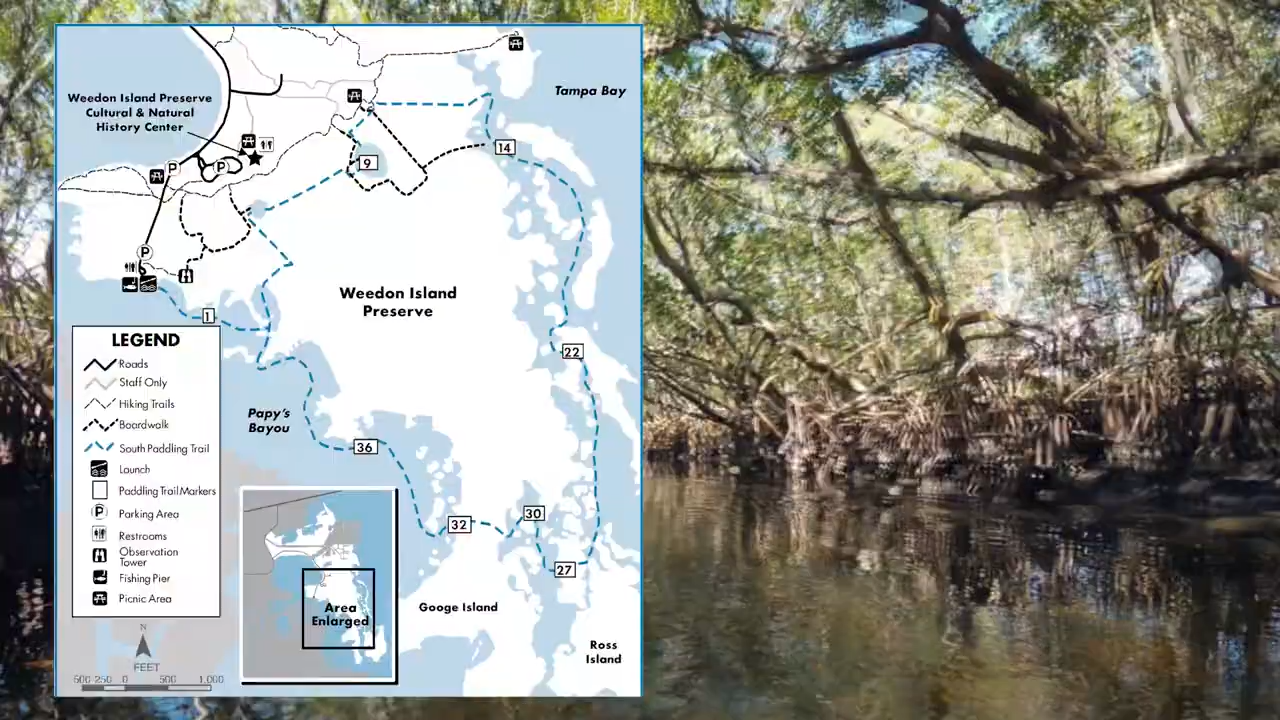 Tampa Bay
Weedon Island Preserve
Cultural & Natural
History Center
14
9
P
P
P
Weedon Island
Preserve
1
22
LEGEND
Roads
Staff Only
Hiking Trails
Boardwalk
South Paddling Trail
Launch
Paddling Trail Markers
P
Parking Area
Restrooms
Observation
Tower
Fishing Pier
Picnic Area
Papy's
Bayou
36
32
30
27
Area
Enlarged
Googe Island
Ross
Island
N
FEET
500 250 0 500 1,000